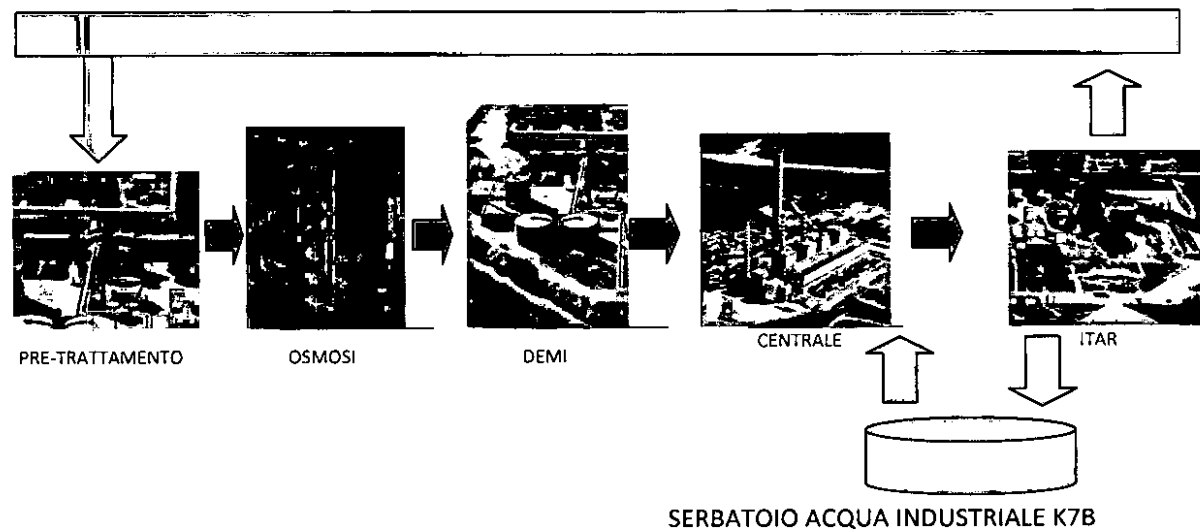 PRE-TRATTAMENTO
OSMOSI
DEMI
CENTRALE
ITAR
SERBATOIO ACQUA INDUSTRIALE K7B